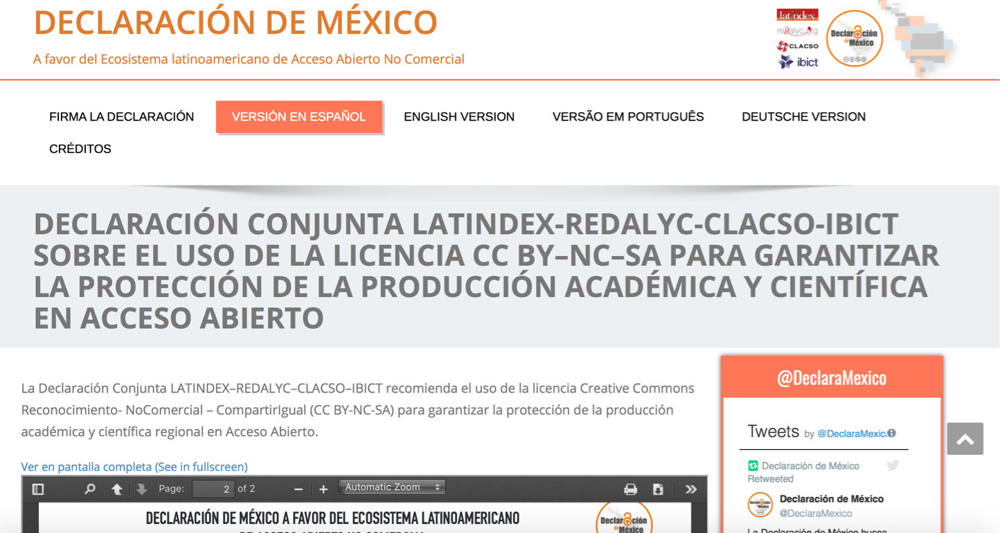 DECLARACIÓN DE MÉXICO
A favor del Ecosistema latinoamericano de Acceso Abierto No Comercial
latindex
redalyc.org
CLACSO
ibict
Declaración
de México
FIRMA LA DECLARACIÓN
VERSIÓN EN ESPAÑOL
ENGLISH VERSION
VERSÃO EM PORTUGUÊS
DEUTSCHE VERSION
CRÉDITOS
DECLARACIÓN CONJUNTA LATINDEX-REDALYC-CLACSO-IBICT
SOBRE EL USO DE LA LICENCIA CC BY–NC–SA PARA GARANTIZAR
LA PROTECCIÓN DE LA PRODUCCIÓN ACADÉMICA Y CIENTÍFICA
EN ACCESO ABIERTO
La Declaración Conjunta LATINDEX–REDALYC–CLACSO–IBICT recomienda el uso de la licencia Creative Commons
Reconocimiento- NoComercial – CompartirIgual (CC BY-NC-SA) para garantizar la protección de la producción
académica y científica regional en Acceso Abierto.
Ver en pantalla completa (See in fullscreen)
Page: 2 of 2
Automatic Zoom
DECLARACIÓN DE MÉXICO A FAVOR DEL ECOSISTEMA LATINOAMERICANO
Declaración
de México
@DeclaraMexico
Tweets by @DeclaraMexic
Declaración de México
Retweeted
Declaración de México
@DeclaraMexico
La Declaración de México busca